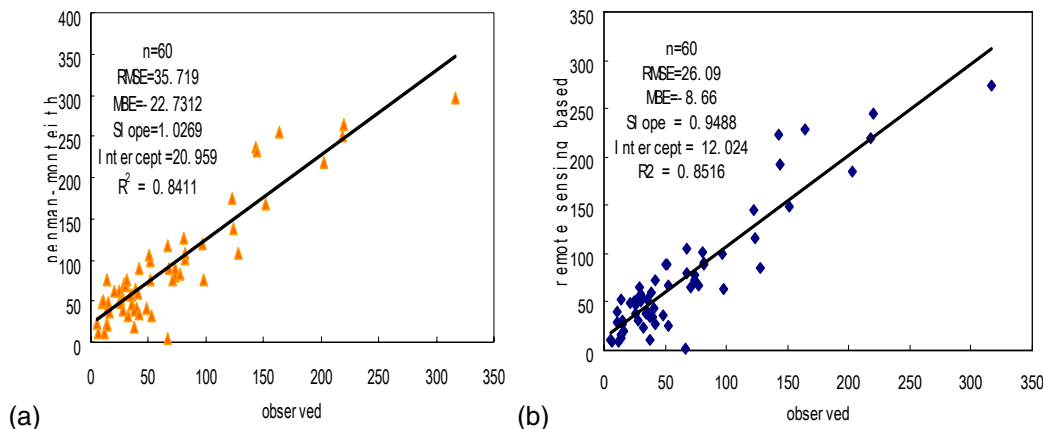 400
350
300
250
200
150
100
50
0
nenman-monteith
n=60
RMSE=35.719
MBE=-22.7312
Slope=1.0269
Intercept=20.959
R² = 0.8411
0 50 100 150 200 250 300 350
observed
(a)
350
300
250
200
150
100
50
0
remote sensing based
n=60
RMSE=26.09
MBE=-8.66
Slope = 0.9488
Intercept = 12.024
R2 = 0.8516
0 50 100 150 200 250 300 350
observed
(b)